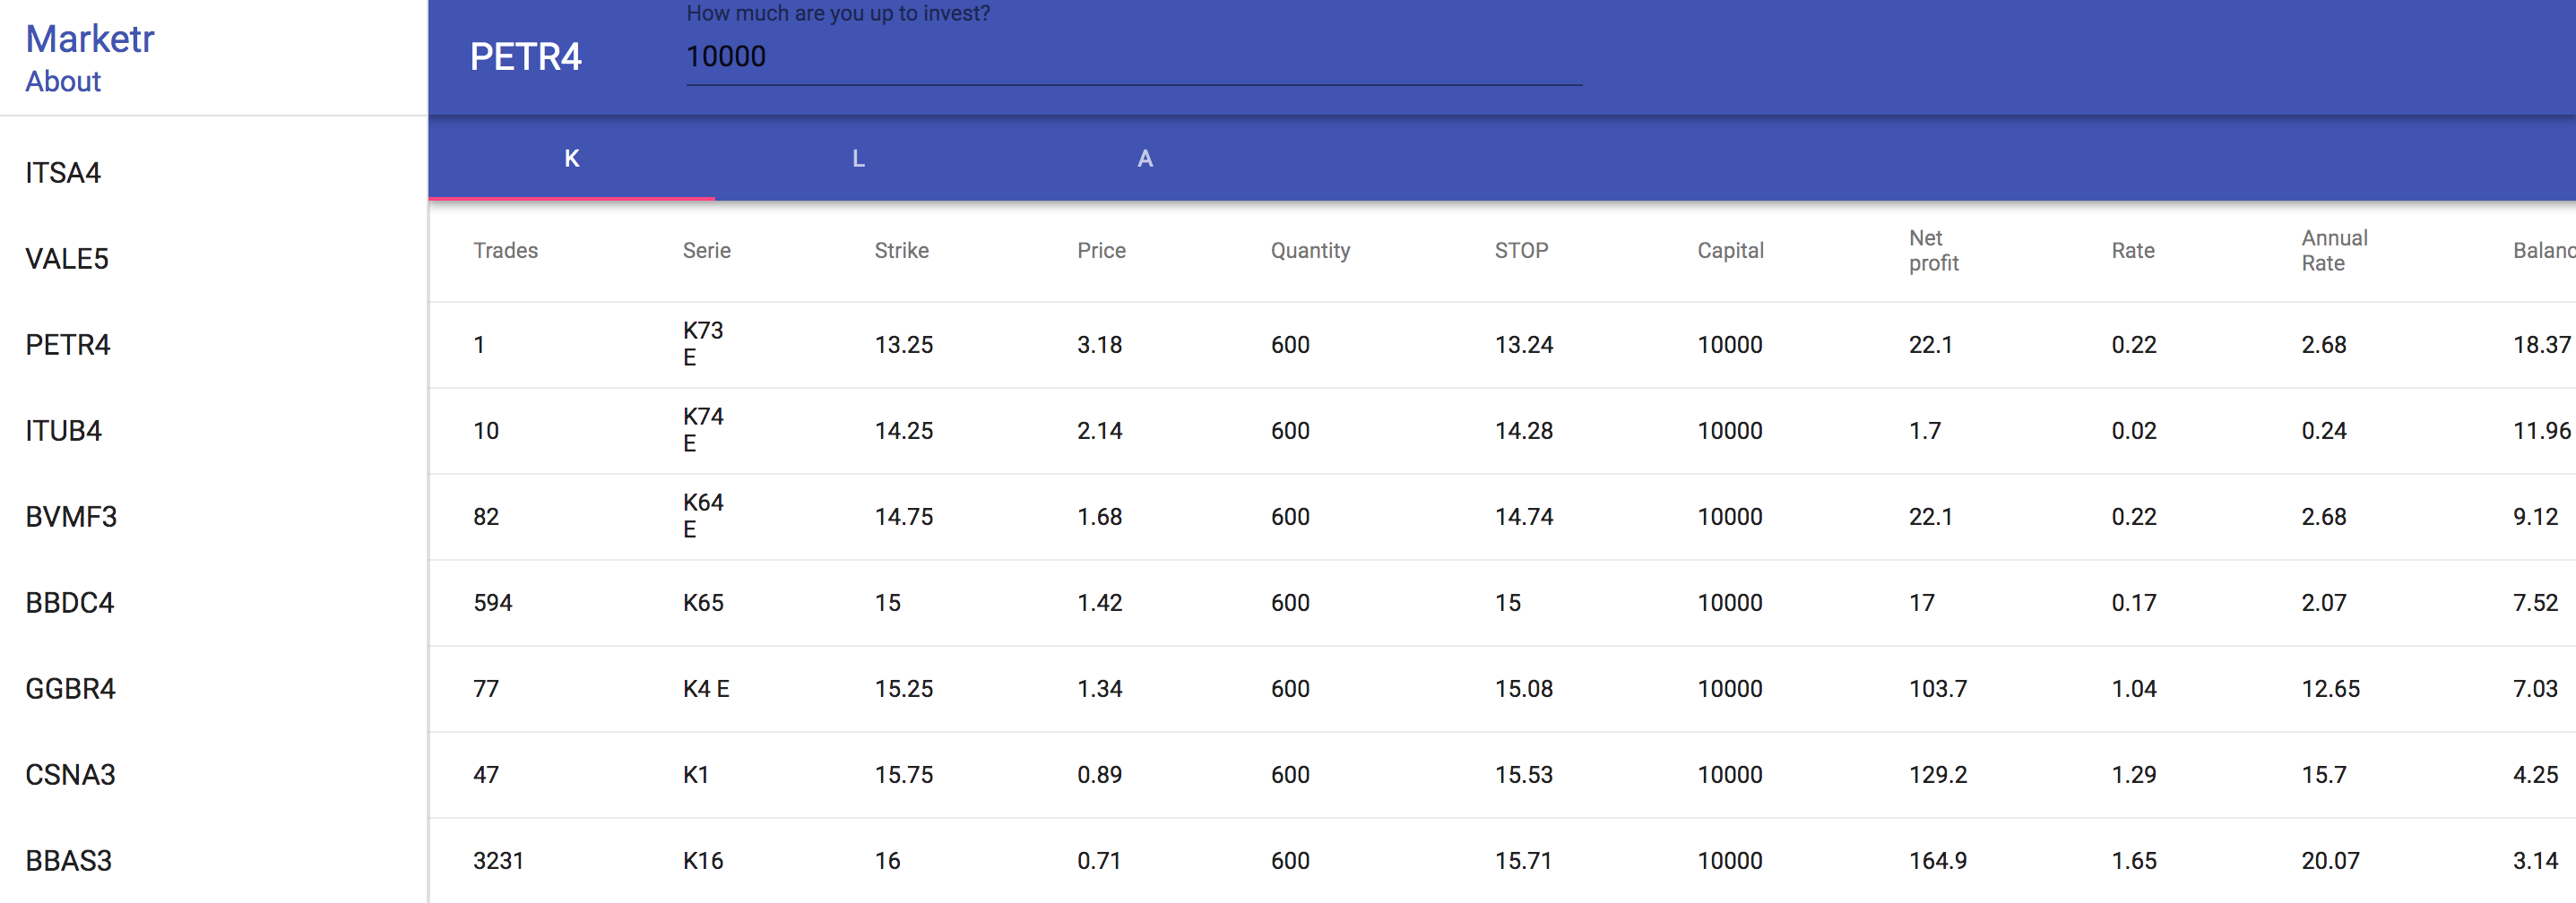 Marketr
About
ITSA4
VALE5
PETR4
ITUB4
BVMF3
BBDC4
GGBR4
CSNA3
BBAS3
PETR4
How much are you up to invest?
10000
K L A
Trades Serie Strike Price Quantity STOP Capital Net profit Rate Annual Rate Balanc
1 K73 E 13.25 3.18 600 13.24 10000 22.1 0.22 2.68 18.37
10 K74 E 14.25 2.14 600 14.28 10000 1.7 0.02 0.24 11.96
82 K64 E 14.75 1.68 600 14.74 10000 22.1 0.22 2.68 9.12
594 K65 15 1.42 600 15 10000 17 0.17 2.07 7.52
77 K4 E 15.25 1.34 600 15.08 10000 103.7 1.04 12.65 7.03
47 K1 15.75 0.89 600 15.53 10000 129.2 1.29 15.7 4.25
3231 K16 16 0.71 600 15.71 10000 164.9 1.65 20.07 3.14